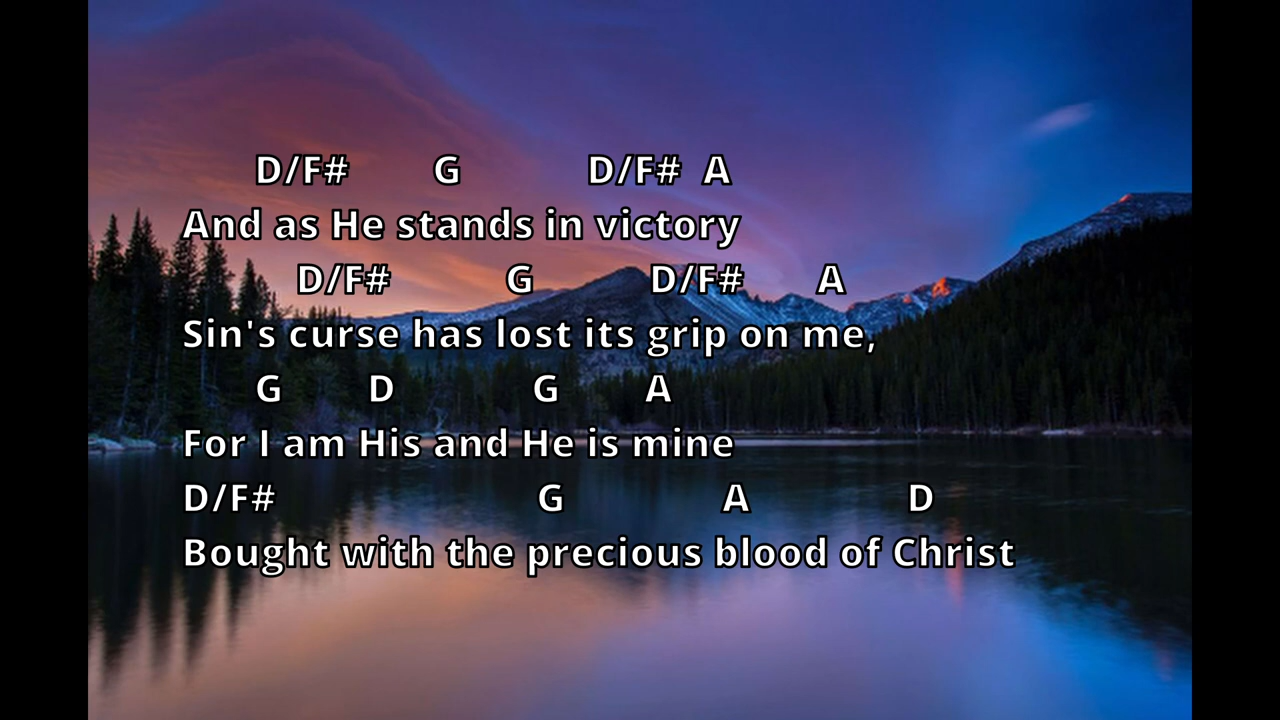 D/F# G D/F# A
And as He stands in victory
D/F# G D/F# A
Sin's curse has lost its grip on me,
G D G A
For I am His and He is mine
D/F# G A D
Bought with the precious blood of Christ